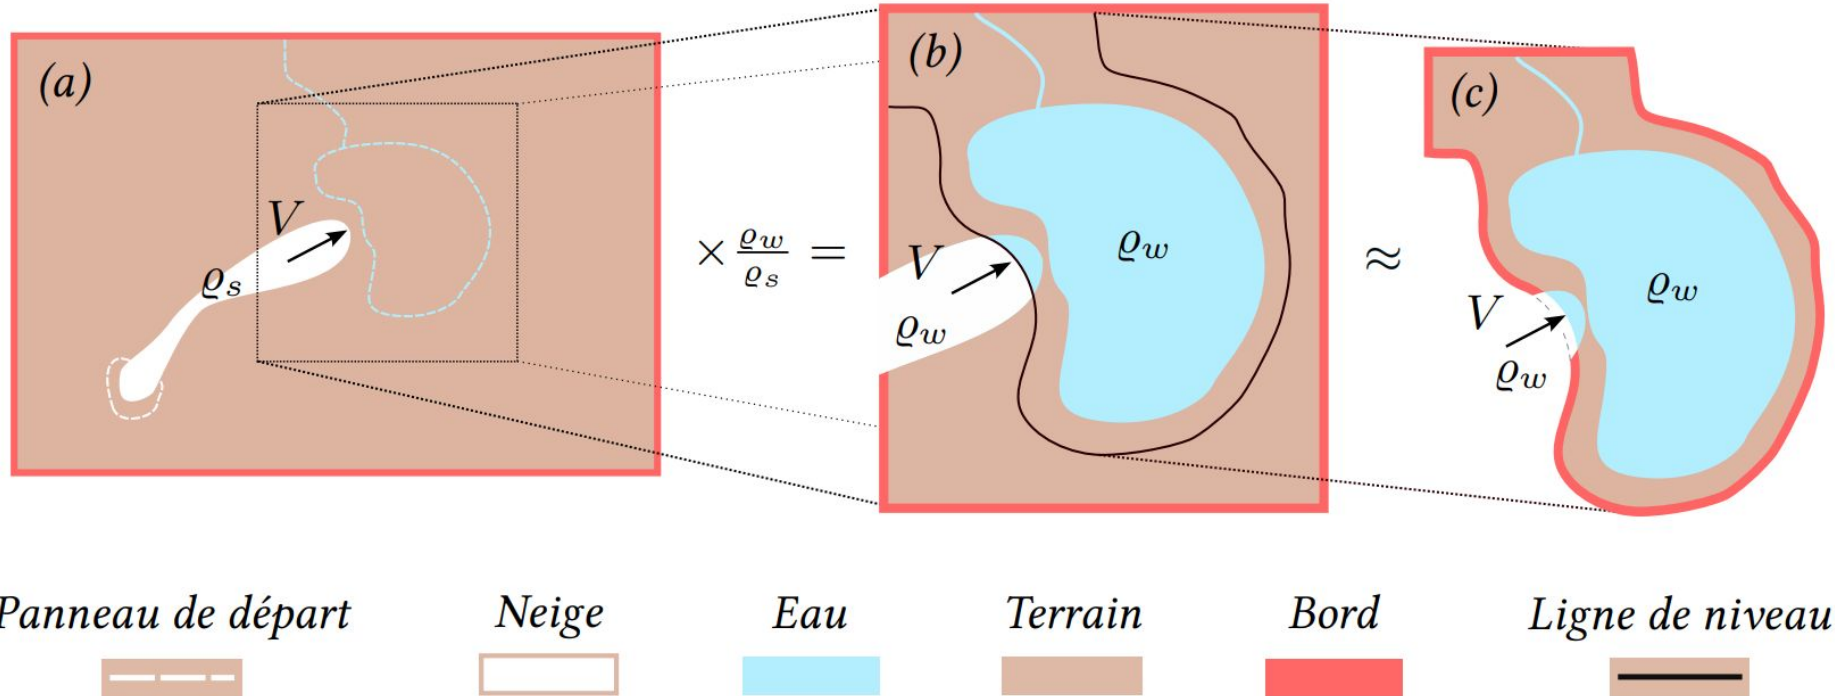 (a)
V
ϱs
× ϱw/ϱs =
(b)
V
ϱw
ϱw
≈
(c)
V
ϱw
ϱw
Panneau de départ
Neige
Eau
Terrain
Bord
Ligne de niveau